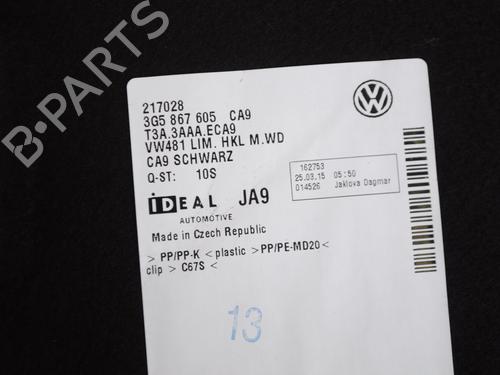 217028
3G5 867 605 CA9
T3A.3AAA.ECA9
VW481 LIM. HKL M.WD
CA9 SCHWARZ
Q-ST: 10S
162753
25.03.15 05:50
014526 Jaklova Dagmar
iDEAL JA9
AUTOMOTIVE
Made in Czech Republic
> PP/PP-K < plastic > PP/PE-MD20 <
clip > C67S <
13
B-PARTS